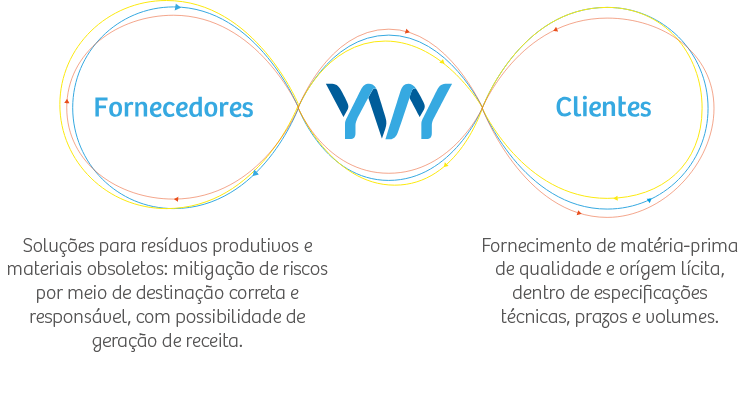 Fornecedores
YVY
Clientes
Soluções para resíduos produtivos e
materiais obsoletos: mitigação de riscos
por meio de destinação correta e
responsável, com possibilidade de
geração de receita.
Fornecimento de matéria-prima
de qualidade e orígem lícita,
dentro de especificações
técnicas, prazos e volumes.